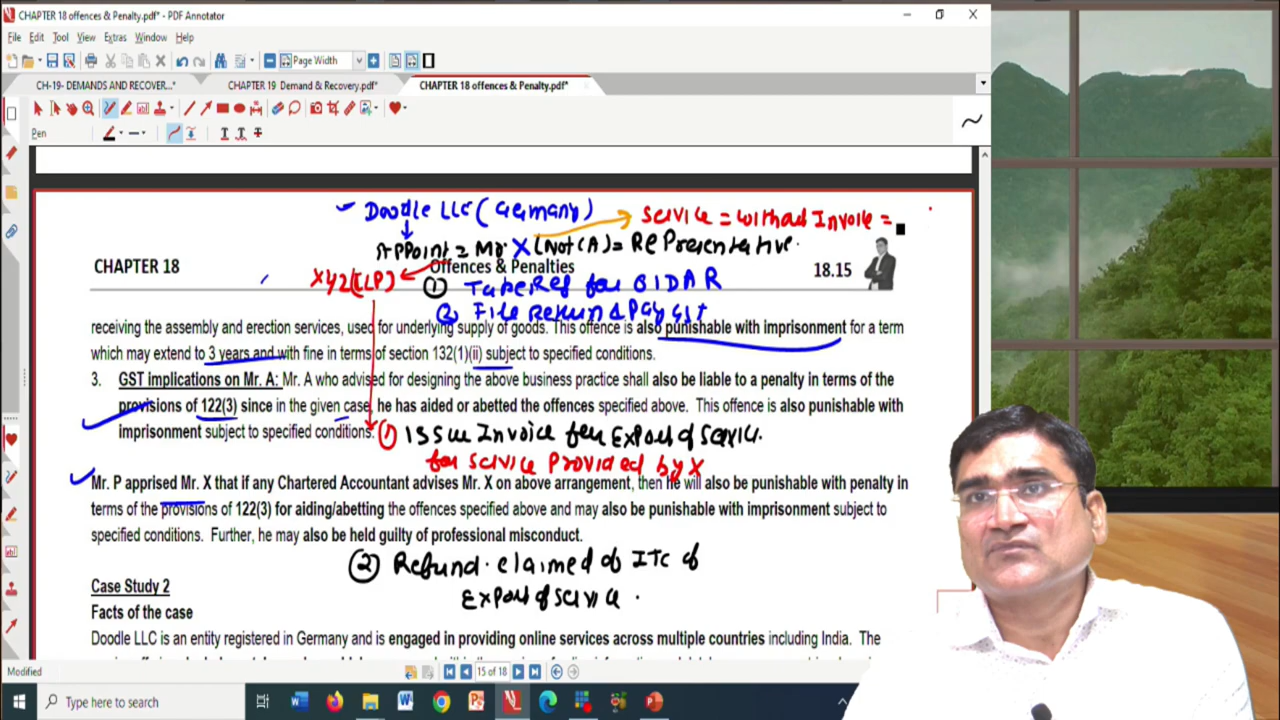 CHAPTER 18 offences & Penalty.pdf* - PDF Annotator
File Edit Tool View Extras Window Help
Page Width
CH-19- DEMANDS AND RECOVER...* CHAPTER 19 Demand & Recovery.pdf* CHAPTER 18 offences & Penalty.pdf*
Pen
Doodle LLC (Germany)
Service = without Invoice =
Appoint = Mr. X (Not CA) = Representative.
CHAPTER 18 Offences & Penalties 18.15
XYZ (LLP)
① Take Reg for OIDAR
② File Return & Pay Gst
receiving the assembly and erection services, used for underlying supply of goods. This offence is also punishable with imprisonment for a term
which may extend to 3 years and with fine in terms of section 132(1)(ii) subject to specified conditions.
3. GST implications on Mr. A: Mr. A who advised for designing the above business practice shall also be liable to a penalty in terms of the
provisions of 122(3) since in the given case, he has aided or abetted the offences specified above. This offence is also punishable with
imprisonment subject to specified conditions.
① Issue Invoice for Export of Service.
for service Provided by X
Mr. P apprised Mr. X that if any Chartered Accountant advises Mr. X on above arrangement, then he will also be punishable with penalty in
terms of the provisions of 122(3) for aiding/abetting the offences specified above and may also be punishable with imprisonment subject to
specified conditions. Further, he may also be held guilty of professional misconduct.
② Refund claimed of ITC of
Export of service.
Case Study 2
Facts of the case
Doodle LLC is an entity registered in Germany and is engaged in providing online services across multiple countries including India. The
Modified 15 of 18
Type here to search